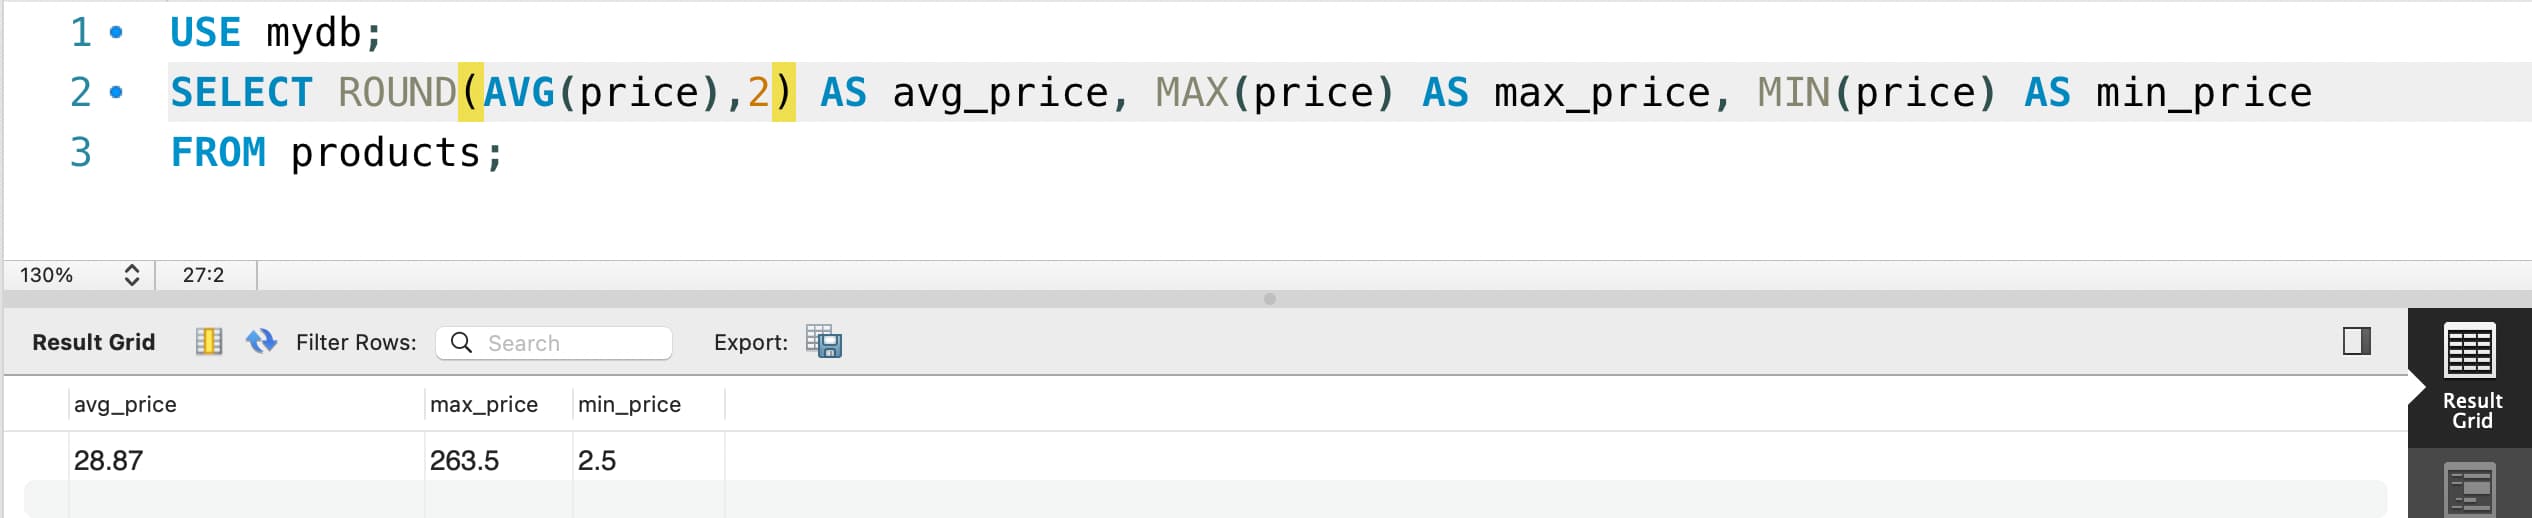 1 USE mydb;
2 SELECT ROUND(AVG(price),2) AS avg_price, MAX(price) AS max_price, MIN(price) AS min_price
3 FROM products;
130% 27:2
Result Grid Filter Rows: Search Export:
avg_price max_price min_price
28.87 263.5 2.5
Result
Grid